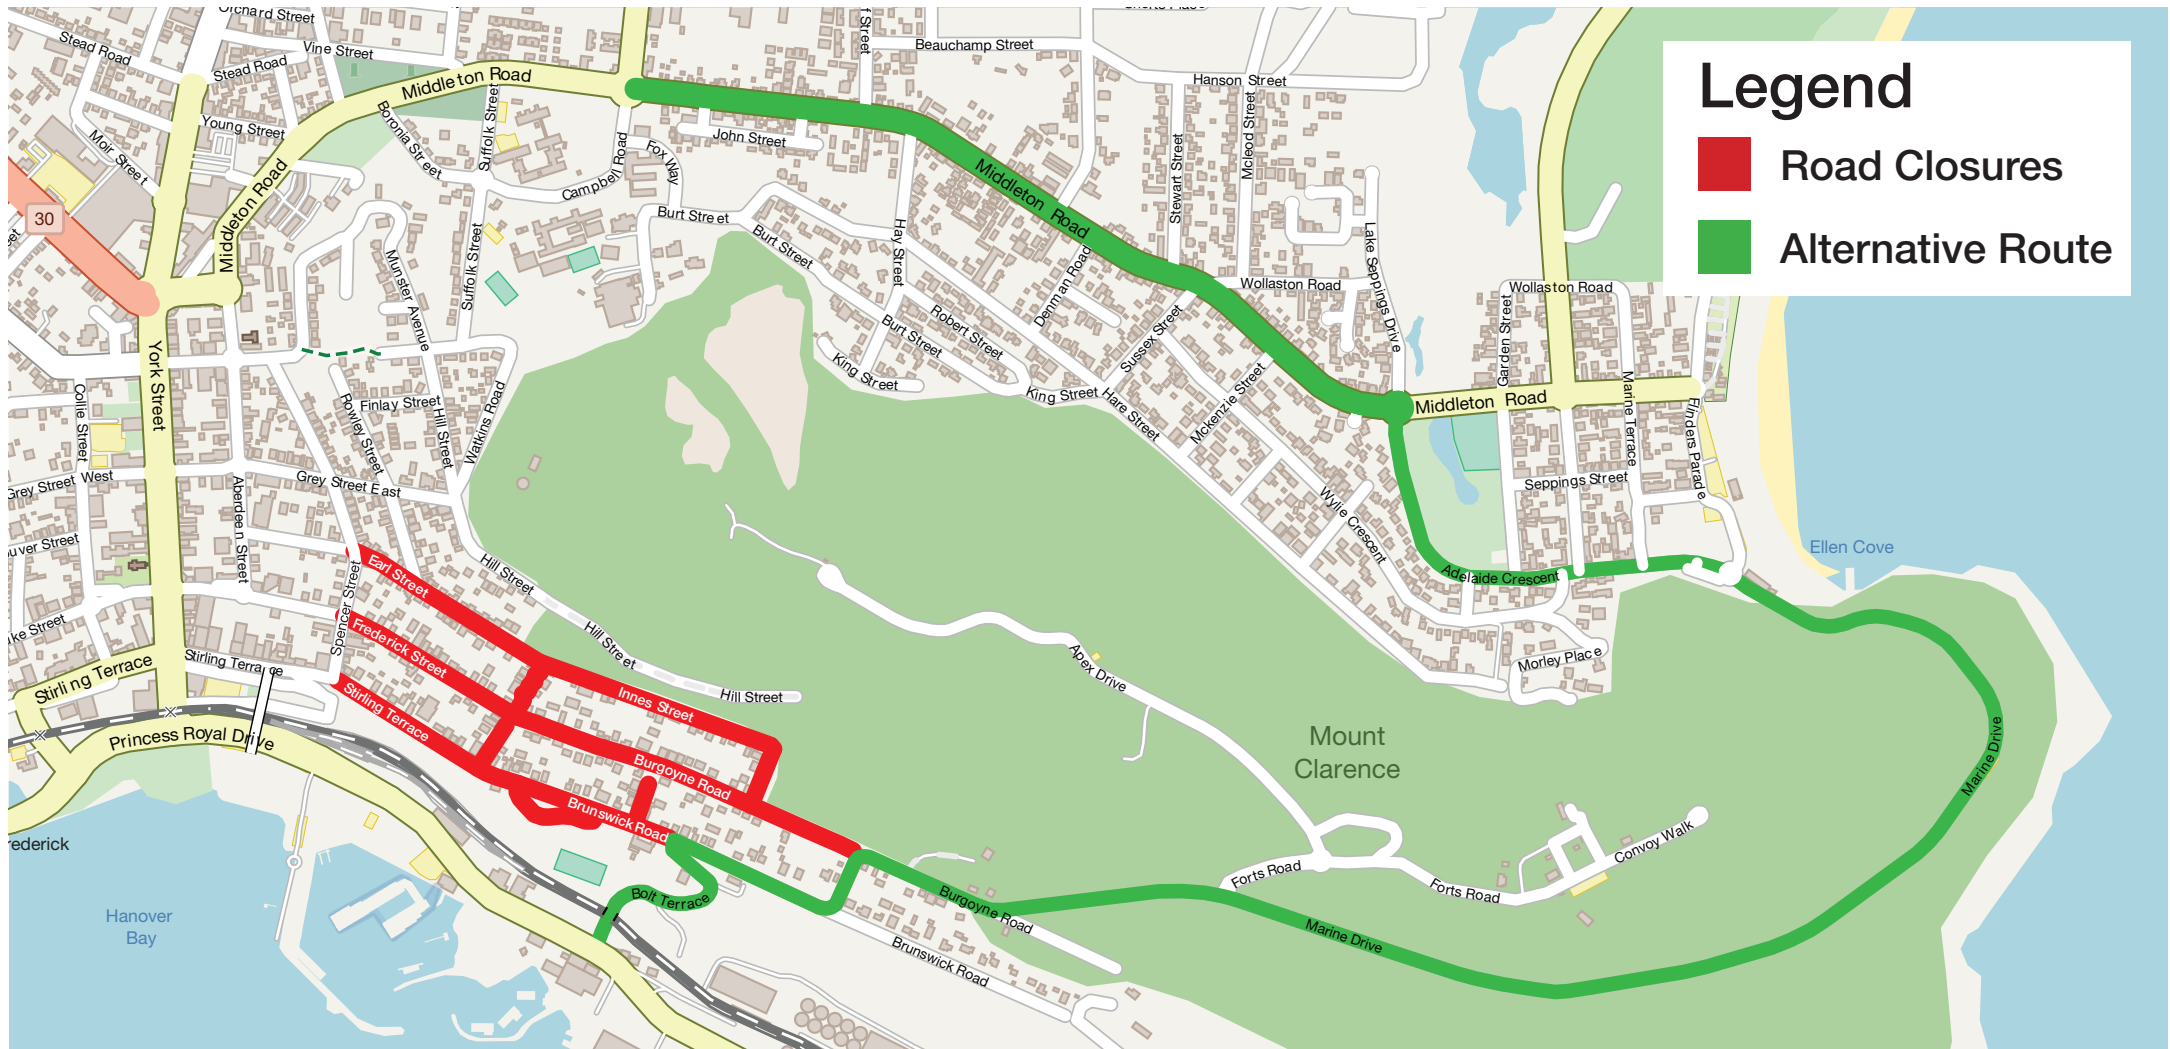 Legend
Road Closures
Alternative Route
Orchard Street
Stead Road
Stead Road
Vine Street
Middleton Road
Beauchamp Street
Hanson Street
Moir Street
Young Street
Boronia Street
Suffolk Street
John Street
Campbell Road
Fox Way
Middleton Road
Stewart Street
Mcleod Street
30
Middleton Road
Munster Avenue
Suffolk Street
Burt Street
Burt Street
Hay Street
Denman Road
Lake Seppings Drive
Wollaston Road
Wollaston Road
Robert Street
Burt Street
King Street
King Street
Sussex Street
Mckenzie Street
Hare Street
Garden Street
Middleton Road
Marine Terrace
Flinders Parade
York Street
Collie Street
Rowley Street
Finlay Street
Hill Street
Watkins Road
Grey Street West
Grey Street East
Aberdeen Street
Wylie Crescent
Seppings Street
Ellen Cove
Adelaide Crescent
Morley Place
Earl Street
Hill Street
Hill Street
Hill Street
Spencer Street
Frederick Street
Stirling Terrace
Stirling Terrace
Stirling Terrace
Innes Street
Burgoyne Road
Brunswick Road
Princess Royal Drive
Apex Drive
Mount
Clarence
Marine Drive
Convoy Walk
Forts Road
Forts Road
rederick
Hanover
Bay
Bolt Terrace
Burgoyne Road
Brunswick Road
Marine Drive